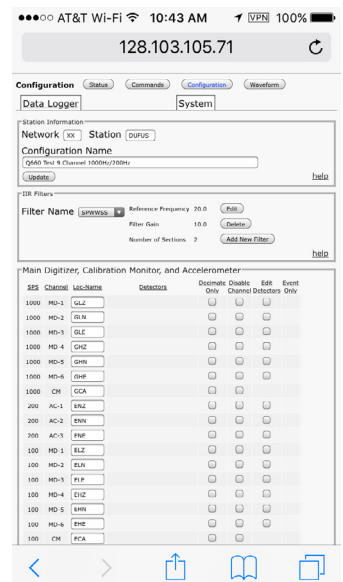 AT&T Wi-Fi 10:43 AM VPN 100%
128.103.105.71
Configuration Status Commands Configuration Waveform
Data Logger System
Station Information
Network XX Station DUFUS
Configuration Name
Q660 Test 9 Channel 1000Hz/200Hz
Update help
IIR Filters
Filter Name SPWWSS Reference Frequency 20.0 Edit
Filter Gain 10.0 Delete
Number of Sections 2 Add New Filter
help
Main Digitizer, Calibration Monitor, and Accelerometer
SPS Channel Loc-Name Detectors Decimate Only Disable Channel Edit Detectors Event Only
1000 MD-1 GLZ
1000 MD-2 GLN
1000 MD-3 GLE
1000 MD-4 GHZ
1000 MD-5 GHN
1000 MD-6 GHE
1000 CM GCA
200 AC-1 ENZ
200 AC-2 ENN
200 AC-3 ENE
100 MD-1 ELZ
100 MD-2 ELN
100 MD-3 ELE
100 MD-4 EHZ
100 MD-5 EHN
100 MD-6 EHE
100 CM ECA